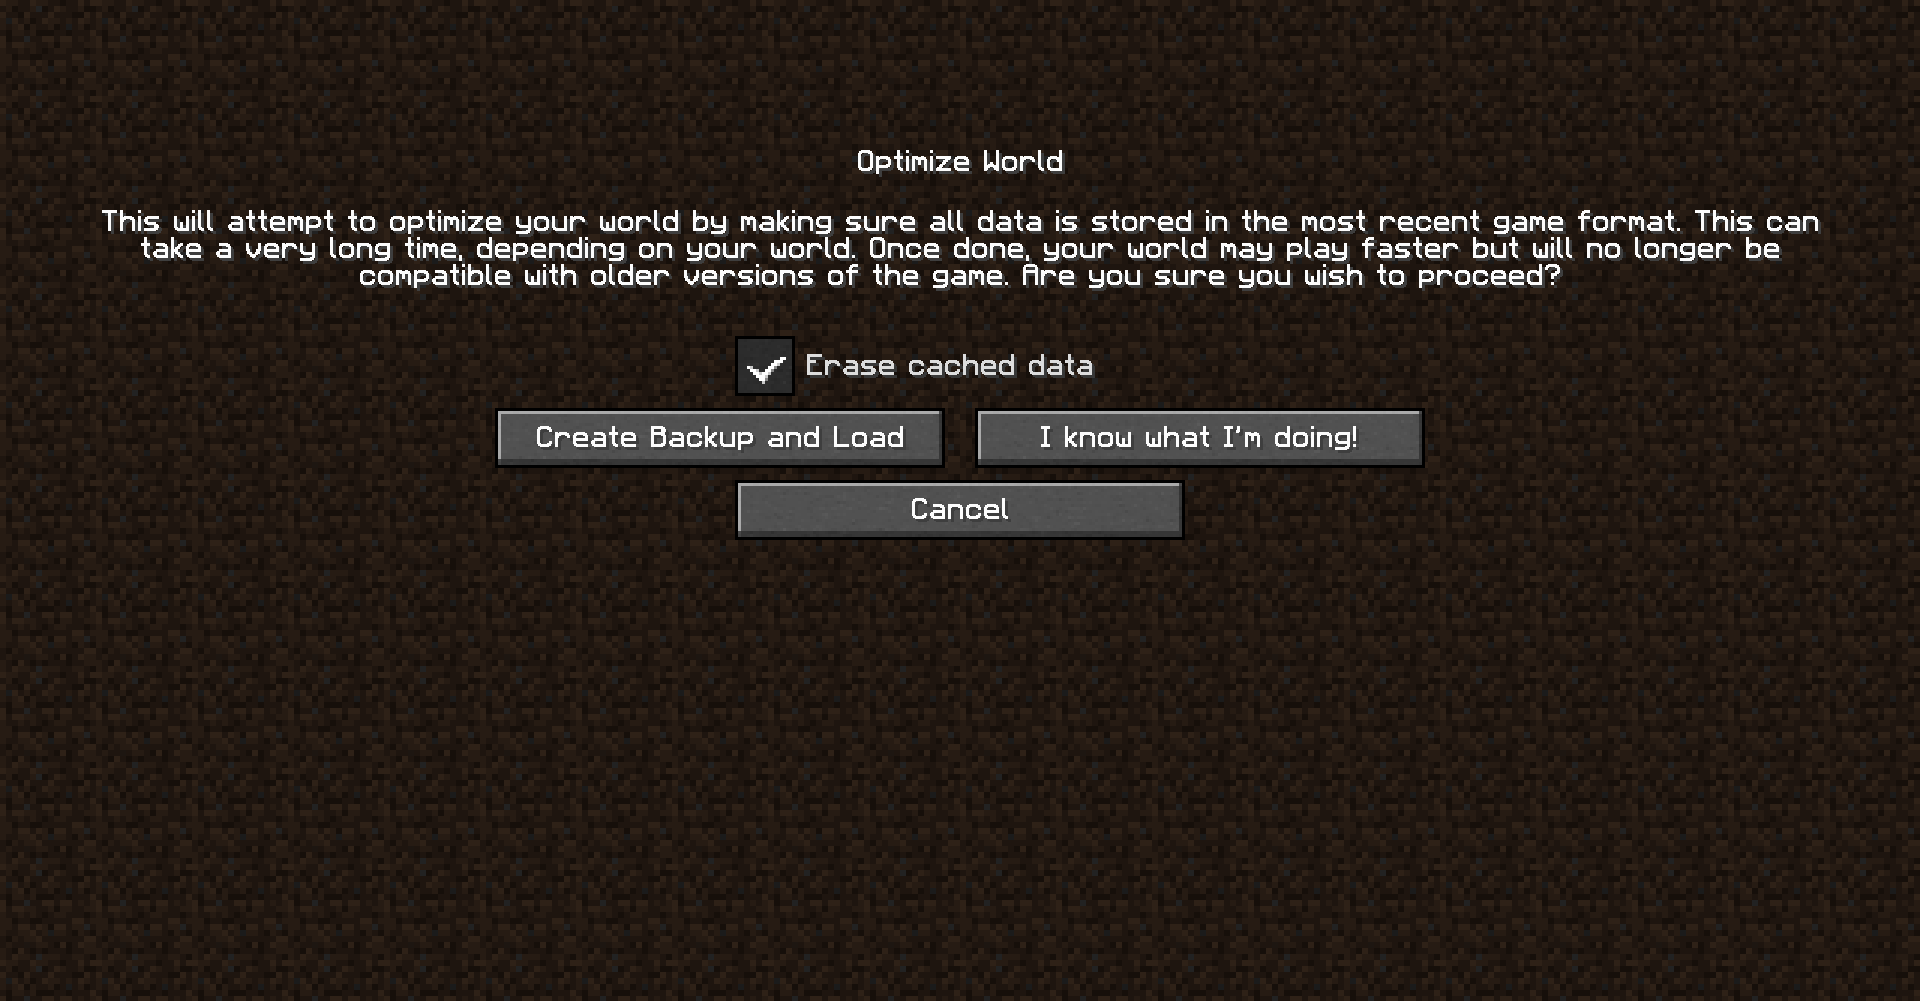 Optimize World
This will attempt to optimize your world by making sure all data is stored in the most recent game format. This can
take a very long time, depending on your world. Once done, your world may play faster but will no longer be
compatible with older versions of the game. Are you sure you wish to proceed?
Erase cached data
Create Backup and Load
I know what I'm doing!
Cancel